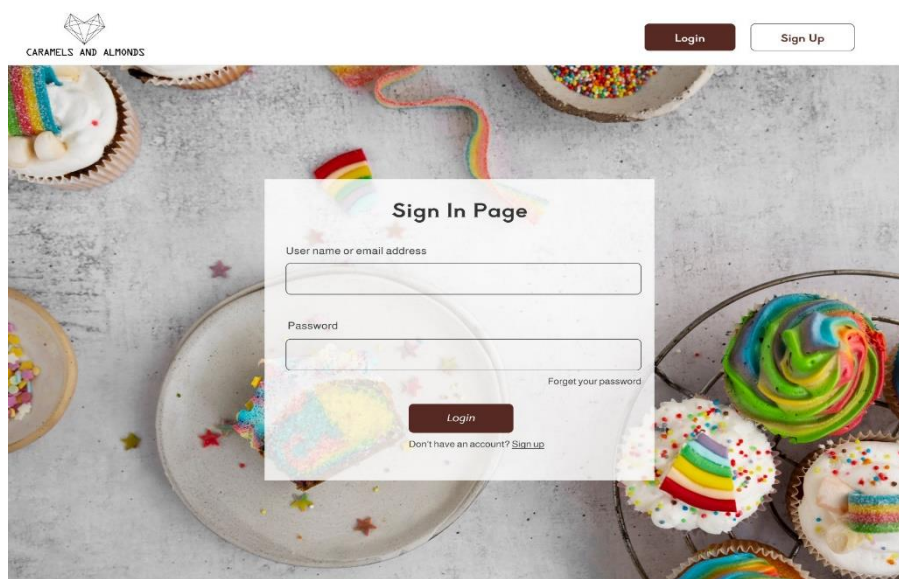 CARAMELS AND ALMONDS
Login
Sign Up
Sign In Page
User name or email address
Password
Forget your password
Login
Don't have an account? Sign up